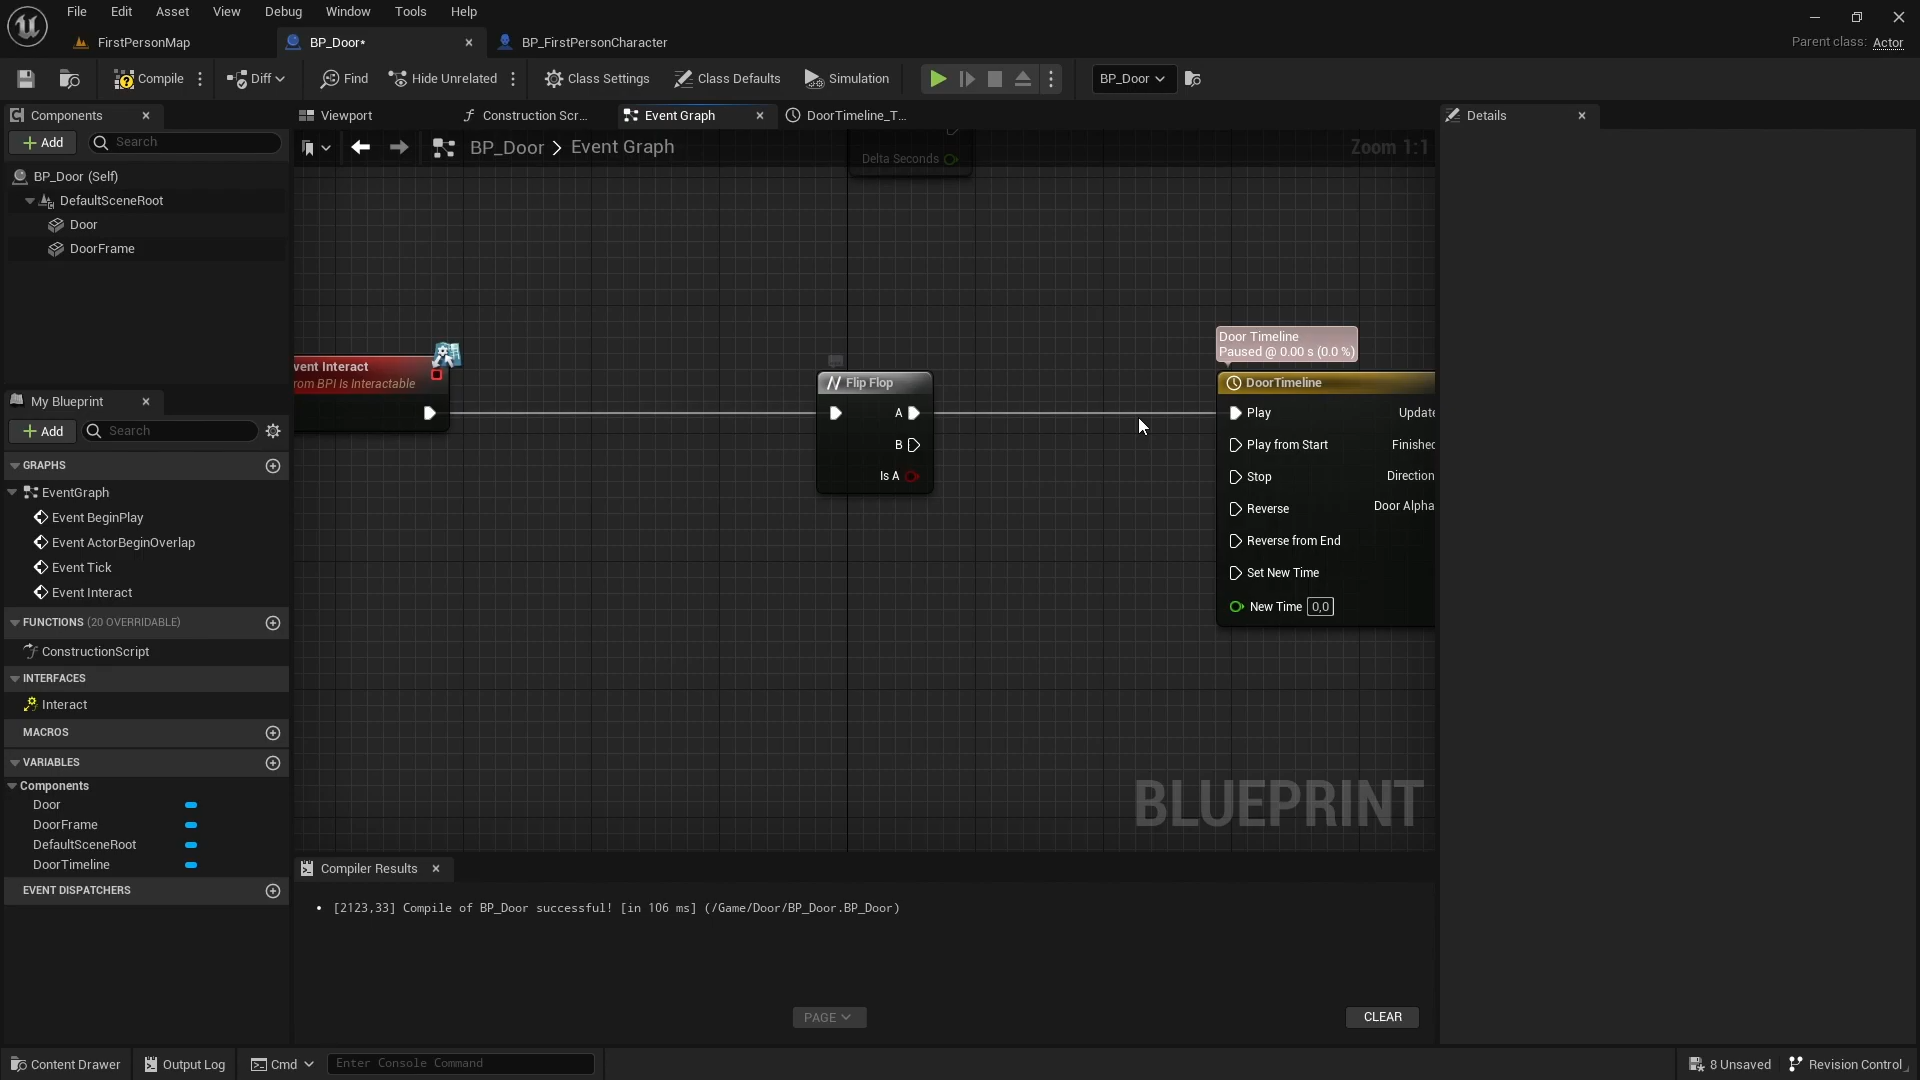 File Edit Asset View Debug Window Tools Help
FirstPersonMap
BP_Door*
BP_FirstPersonCharacter
Parent class: Actor
Compile
Diff
Find
Hide Unrelated
Class Settings
Class Defaults
Simulation
BP_Door
Components
Viewport
Construction Scr...
Event Graph
DoorTimeline_T...
Details
Add
Search
BP_Door > Event Graph
Zoom 1:1
Delta Seconds
BP_Door (Self)
DefaultSceneRoot
Door
DoorFrame
My Blueprint
Add
Search
GRAPHS
EventGraph
Event BeginPlay
Event ActorBeginOverlap
Event Tick
Event Interact
FUNCTIONS (20 OVERRIDABLE)
ConstructionScript
INTERFACES
Interact
MACROS
VARIABLES
Components
Door
DoorFrame
DefaultSceneRoot
DoorTimeline
EVENT DISPATCHERS
vent Interact
rom BPI Is Interactable
Flip Flop
A
B
Is A
Door Timeline
Paused @ 0.00 s (0.0 %)
DoorTimeline
Play Update
Play from Start Finished
Stop Direction
Reverse Door Alpha
Reverse from End
Set New Time
New Time 0,0
BLUEPRINT
Compiler Results
[2123,33] Compile of BP_Door successful! [in 106 ms] (/Game/Door/BP_Door.BP_Door)
PAGE
CLEAR
Content Drawer
Output Log
Cmd
Enter Console Command
8 Unsaved
Revision Control